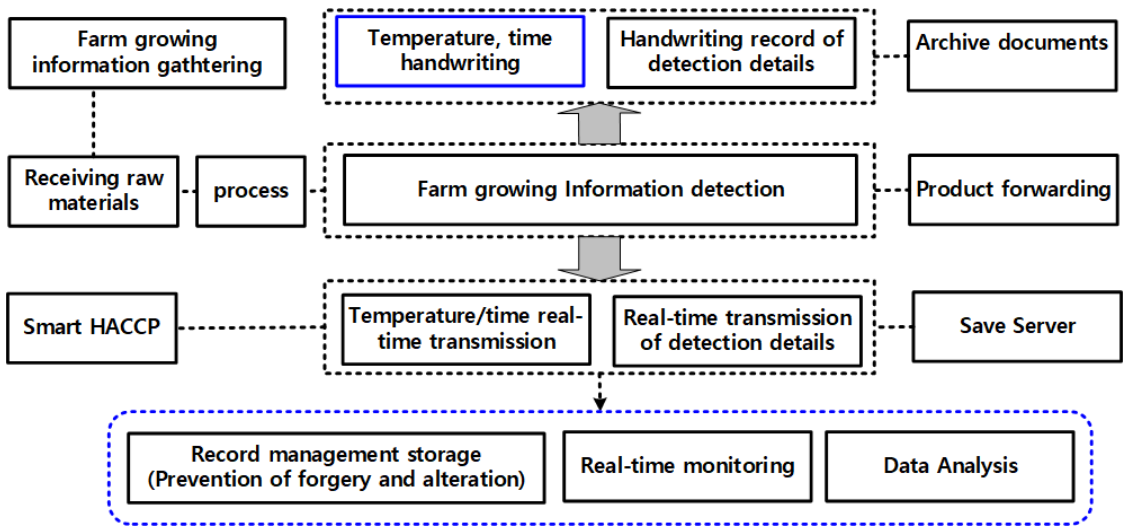 Farm growing
information gathtering
Temperature, time
handwriting
Handwriting record of
detection details
Archive documents
Receiving raw
materials
process
Farm growing Information detection
Product forwarding
Smart HACCP
Temperature/time real-
time transmission
Real-time transmission
of detection details
Save Server
Record management storage
(Prevention of forgery and alteration)
Real-time monitoring
Data Analysis